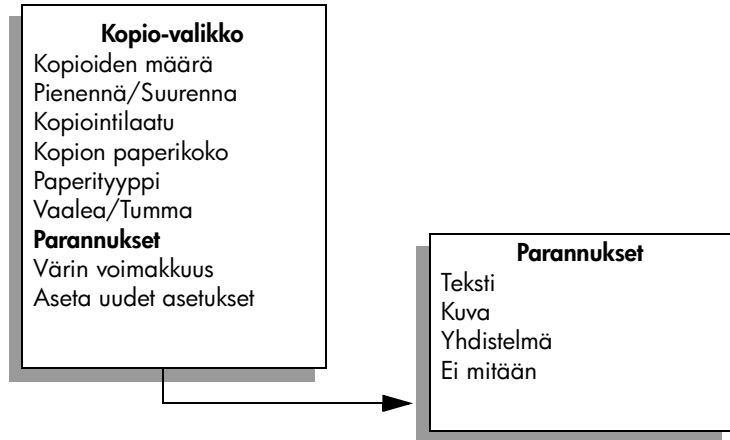 Kopio-valikko
Kopioiden määrä
Pienennä/Suurenna
Kopiointilaatu
Kopion paperikoko
Paperityyppi
Vaalea/Tumma
Parannukset
Värin voimakkuus
Aseta uudet asetukset
Parannukset
Teksti
Kuva
Yhdistelmä
Ei mitään